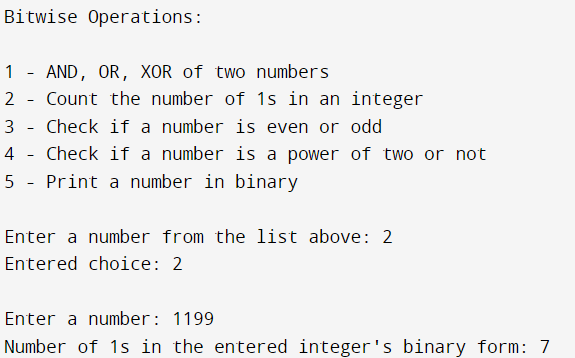 Bitwise Operations:
1 - AND, OR, XOR of two numbers
2 - Count the number of 1s in an integer
3 - Check if a number is even or odd
4 - Check if a number is a power of two or not
5 - Print a number in binary
Enter a number from the list above: 2
Entered choice: 2
Enter a number: 1199
Number of 1s in the entered integer's binary form: 7